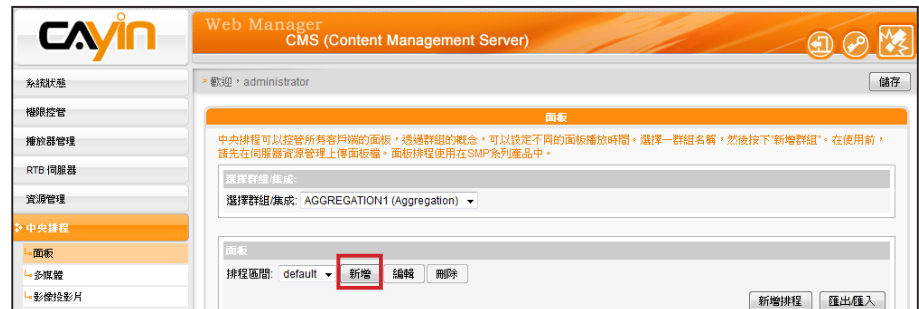 CAYIN
Web Manager
CMS (Content Management Server)
系統狀態
權限控管
播放器管理
RTB 伺服器
資源管理
中央排程
面板
多媒體
影像投影片
> 歡迎，administrator
儲存
面板
中央排程可以控管所有客戶端的面板，透過群組的概念，可以設定不同的面板播放時間。選擇一群組名稱，然後按下"新增群組"。在使用前，
請先在伺服器資源管理上傳面板檔。面板排程使用在SMP系列產品中。
選擇群組/集成:
選擇群組/集成: AGGREGATION1 (Aggregation)
面板
排程區間: default 新增 編輯 刪除
新增排程 匯出/匯入